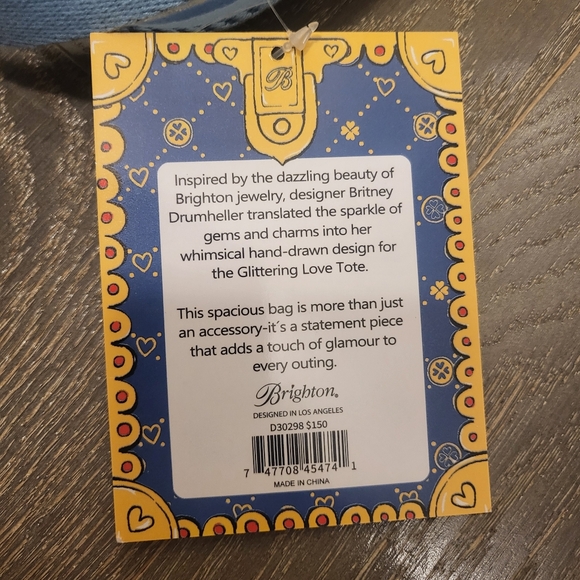 B
Inspired by the dazzling beauty of
Brighton jewelry, designer Britney
Drumheller translated the sparkle of
gems and charms into her
whimsical hand-drawn design for
the Glittering Love Tote.
This spacious bag is more than just
an accessory-it´s a statement piece
that adds a touch of glamour to
every outing.
Brighton®
DESIGNED IN LOS ANGELES
D30298 $150
7 47708 45474 1
MADE IN CHINA